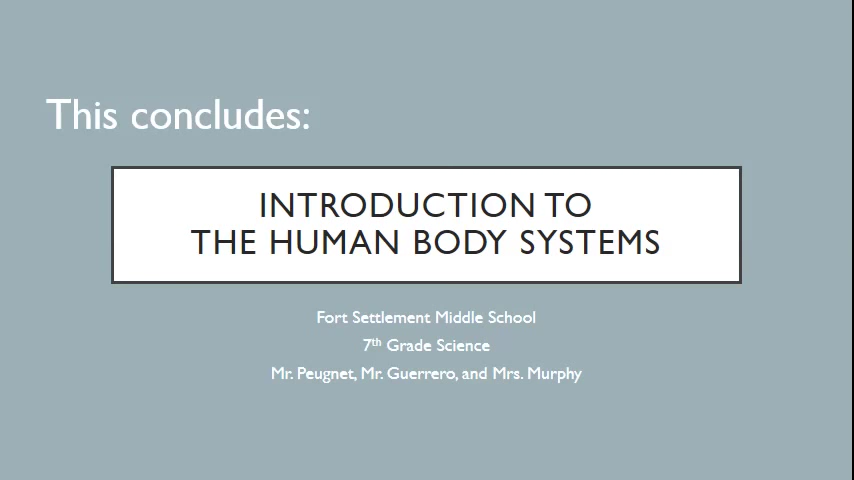 This concludes:
INTRODUCTION TO
THE HUMAN BODY SYSTEMS
Fort Settlement Middle School
7th Grade Science
Mr. Peugnet, Mr. Guerrero, and Mrs. Murphy